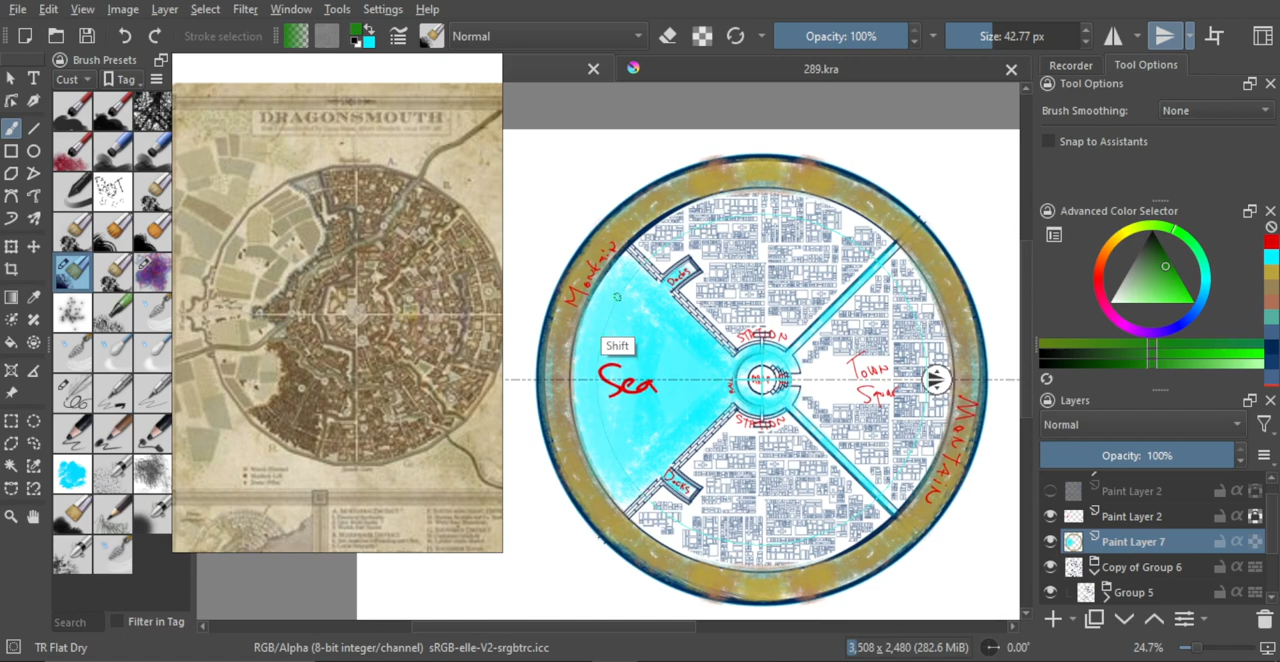 File Edit View Image Layer Select Filter Tools Settings Window Help
Stroke selection
Normal
Opacity: 100%
Size: 42.77 px
Brush Presets
Cust
Tag
289.kra
Recorder
Tool Options
Tool Options
Brush Smoothing:
None
Snap to Assistants
Advanced Color Selector
DRAGONSMOUTH
Montair
Docks
STATION
Shift
Sea
Town
Docks
STATION
Montair
Layers
Normal
Opacity: 100%
Paint Layer 2
Paint Layer 2
Paint Layer 7
Copy of Group 6
Group 5
Search
Filter in Tag
TR Flat Dry
RGB/Alpha (8-bit integer/channel) sRGB-elle-V2-srgbtrc.icc
3,508 x 2,480 (282.6 MiB)
0.00°
24.7%